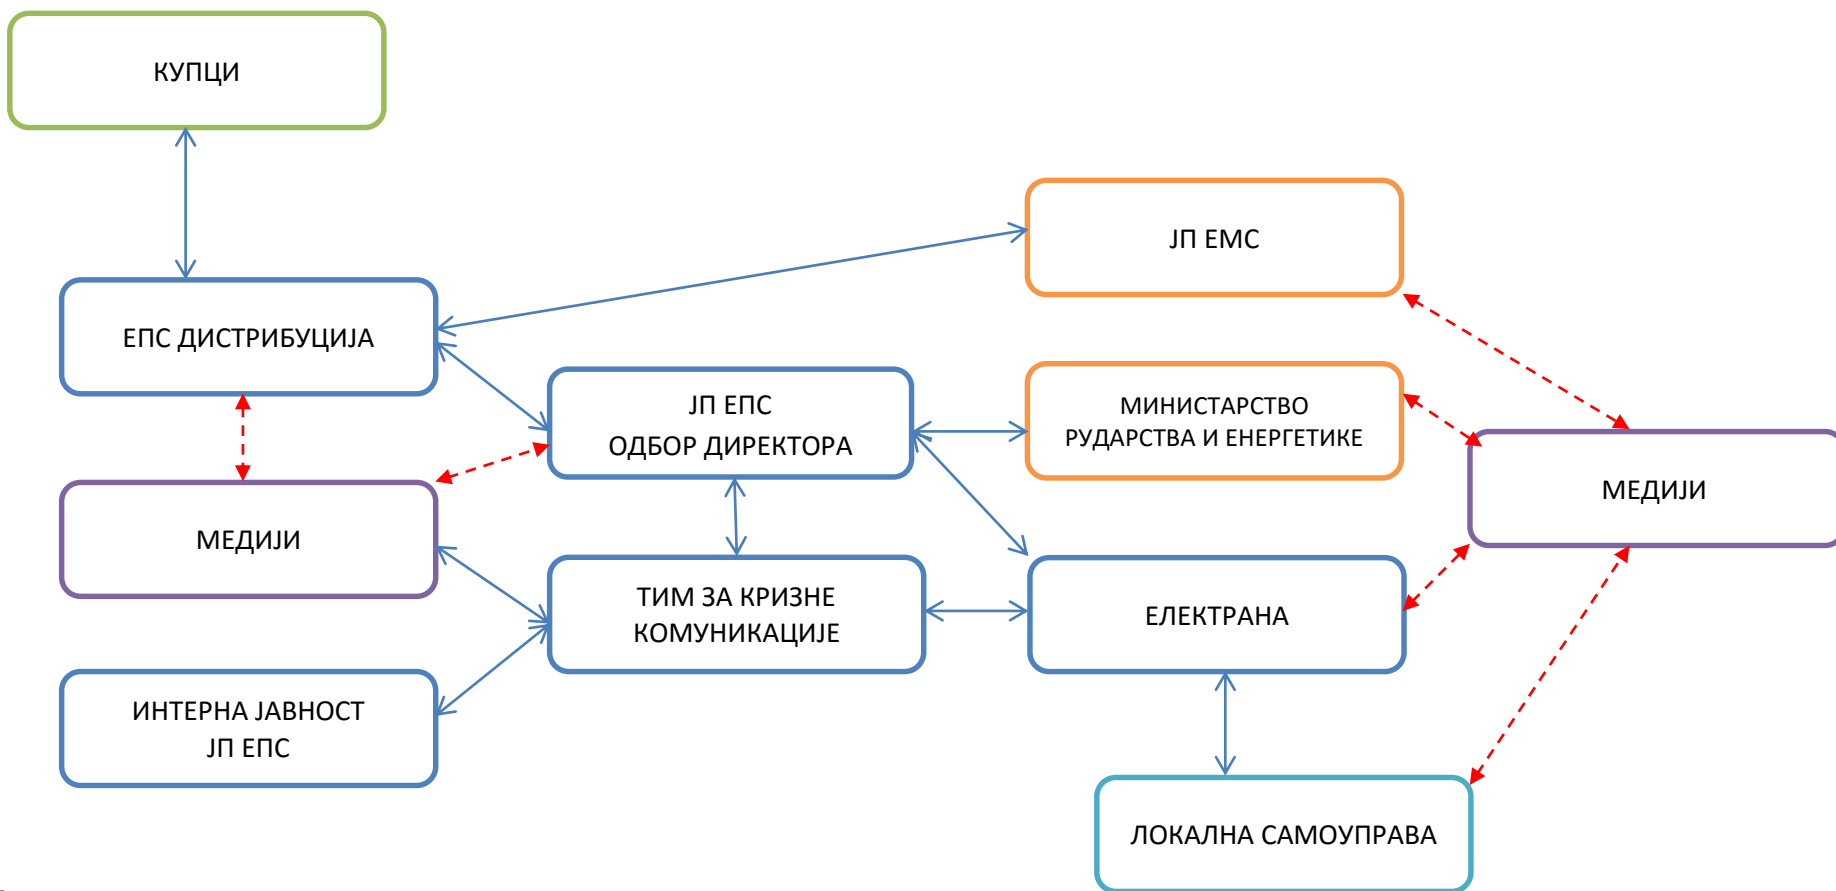 КУПЦИ
ЈП ЕМС
ЕПС ДИСТРИБУЦИЈА
ЈП ЕПС
ОДБОР ДИРЕКТОРА
МИНИСТАРСТВО
РУДАРСТВА И ЕНЕРГЕТИКЕ
МЕДИЈИ
МЕДИЈИ
ТИМ ЗА КРИЗНЕ
КОМУНИКАЦИЈЕ
ЕЛЕКТРАНА
ИНТЕРНА ЈАВНОСТ
ЈП ЕПС
ЛОКАЛНА САМОУПРАВА